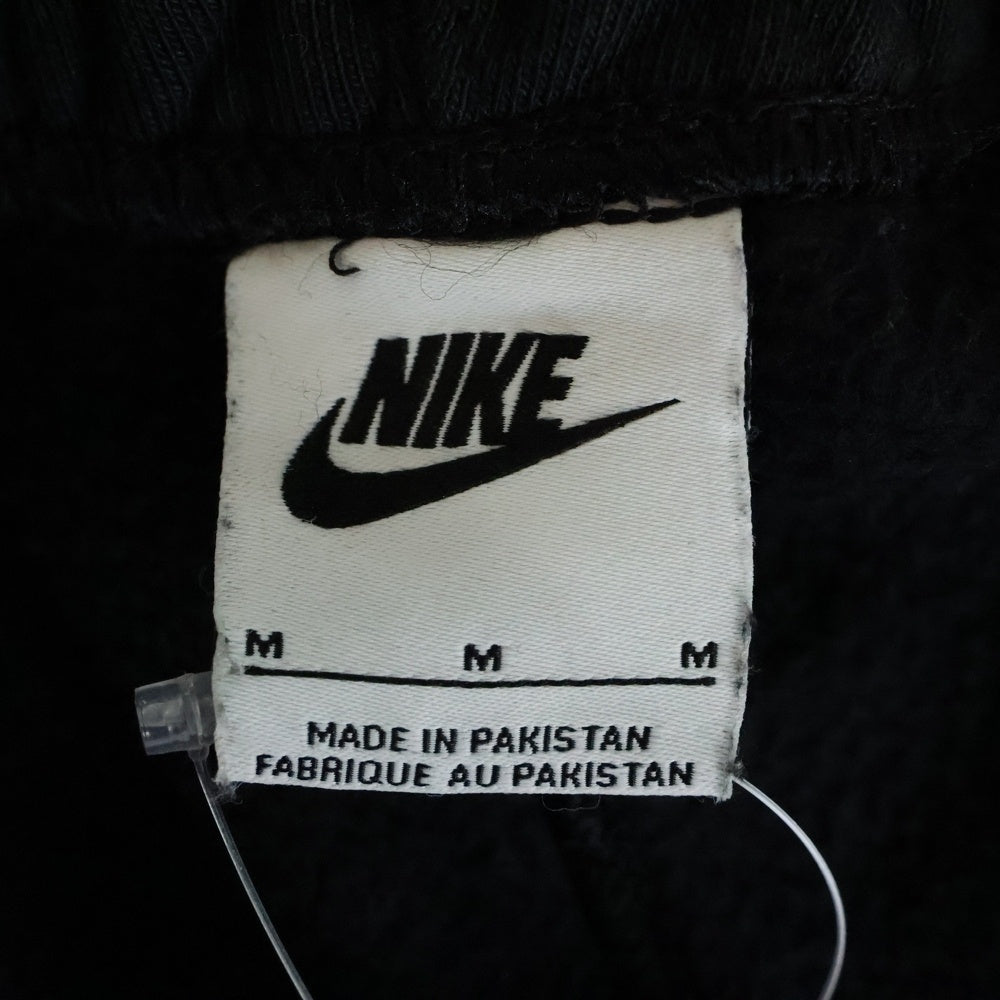 NIKE
M M M
MADE IN PAKISTAN
FABRIQUE AU PAKISTAN